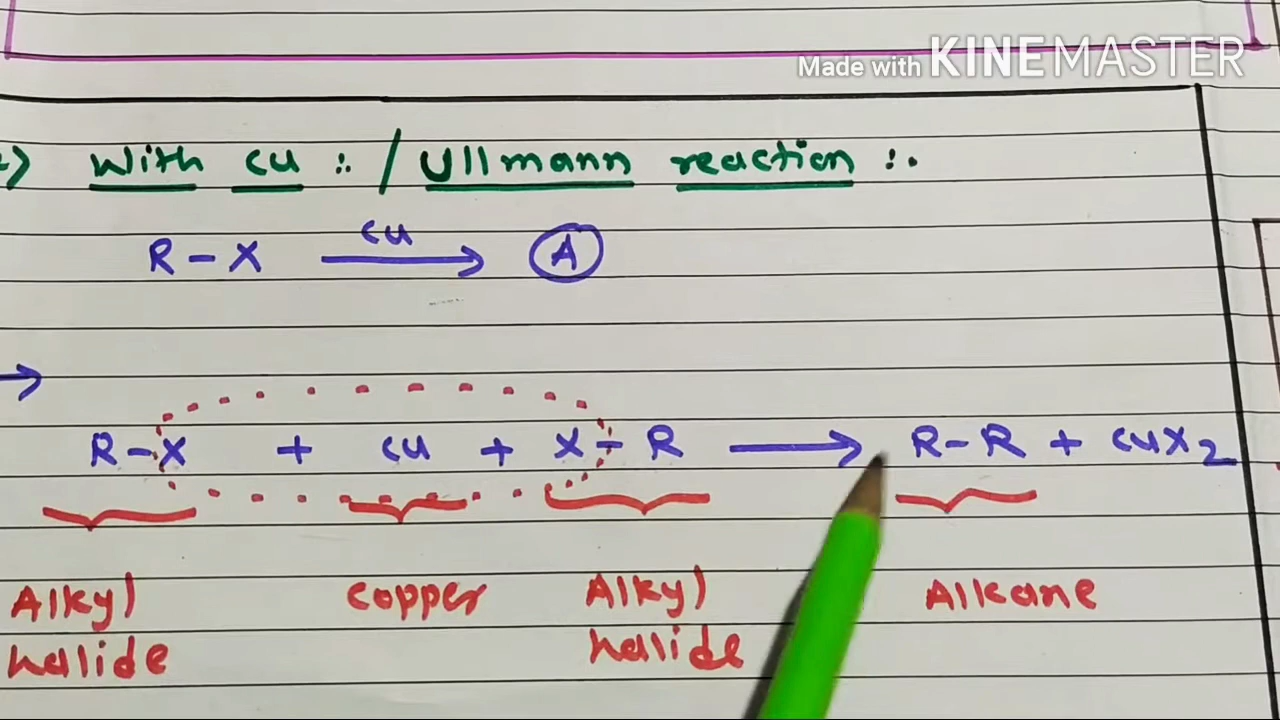 Made with KINEMASTER
With Cu :. / Ullmann reaction :.
R - X Cu → A
→
R - X + Cu + X - R → R - R + CuX2
Alkyl halide Copper Alkyl halide Alkane